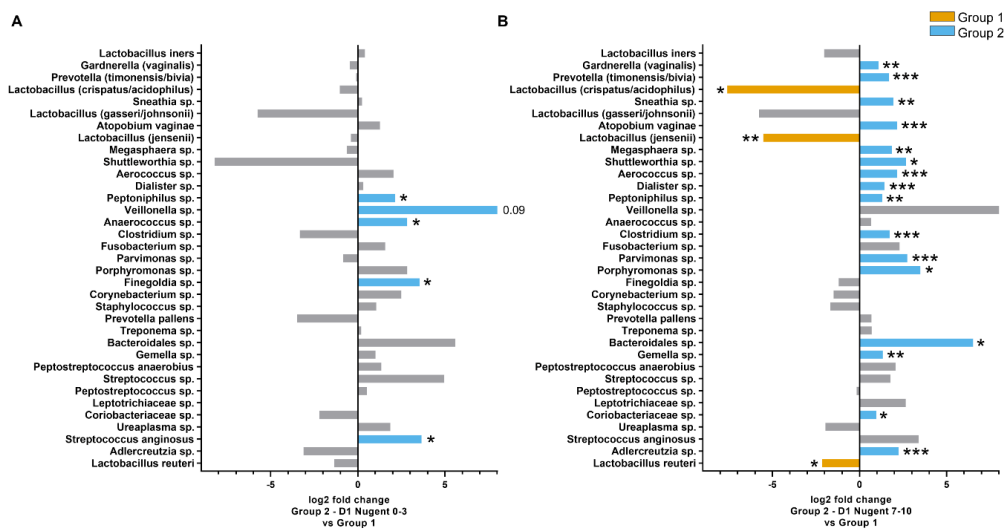 A
B
Group 1
Group 2
Lactobacillus iners
Gardnerella (vaginalis)
Prevotella (timonensis/bivia)
Lactobacillus (crispatus/acidophilus)
Sneathia sp.
Lactobacillus (gasseri/johnsonii)
Atopobium vaginae
Lactobacillus (jensenii)
Megasphaera sp.
Shuttleworthia sp.
Aerococcus sp.
Dialister sp.
Peptoniphilus sp.
*
Veillonella sp.
0.09
Anaerococcus sp.
*
Clostridium sp.
Fusobacterium sp.
Parvimonas sp.
Porphyromonas sp.
Finegoldia sp.
*
Corynebacterium sp.
Staphylococcus sp.
Prevotella pallens
Treponema sp.
Bacteroidales sp.
Gemella sp.
Peptostreptococcus anaerobius
Streptococcus sp.
Peptostreptococcus sp.
Leptotrichiaceae sp.
Coriobacteriaceae sp.
Ureaplasma sp.
Streptococcus anginosus
*
Adlercreutzia sp.
Lactobacillus reuteri
-5 0 5
log2 fold change
Group 2 - D1 Nugent 0-3
vs Group 1
Lactobacillus iners
Gardnerella (vaginalis)
**
Prevotella (timonensis/bivia)
***
Lactobacillus (crispatus/acidophilus)
*
Sneathia sp.
**
Lactobacillus (gasseri/johnsonii)
Atopobium vaginae
***
Lactobacillus (jensenii)
**
Megasphaera sp.
**
Shuttleworthia sp.
*
Aerococcus sp.
***
Dialister sp.
***
Peptoniphilus sp.
**
Veillonella sp.
Anaerococcus sp.
Clostridium sp.
***
Fusobacterium sp.
Parvimonas sp.
***
Porphyromonas sp.
*
Finegoldia sp.
Corynebacterium sp.
Staphylococcus sp.
Prevotella pallens
Treponema sp.
Bacteroidales sp.
*
Gemella sp.
**
Peptostreptococcus anaerobius
Streptococcus sp.
Peptostreptococcus sp.
Leptotrichiaceae sp.
Coriobacteriaceae sp.
*
Ureaplasma sp.
Streptococcus anginosus
Adlercreutzia sp.
***
Lactobacillus reuteri
*
-5 0 5
log2 fold change
Group 2 - D1 Nugent 7-10
vs Group 1